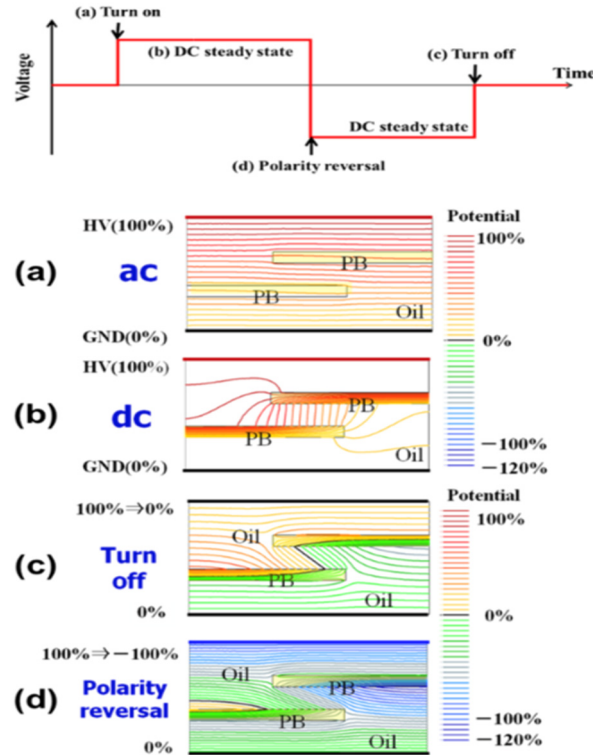 (a) Turn on
(b) DC steady state
(c) Turn off
Time
Voltage
DC steady state
(d) Polarity reversal
Potential
HV(100%)
100%
(a) ac
PB
PB
Oil
GND(0%)
0%
HV(100%)
(b) dc
PB
PB
Oil
GND(0%)
−100%
−120%
Potential
100%⇒0%
100%
Oil
(c) Turn off
PB
Oil
0%
0%
100%⇒−100%
Oil
(d) Polarity reversal
PB
PB
−100%
−120%
Oil
0%